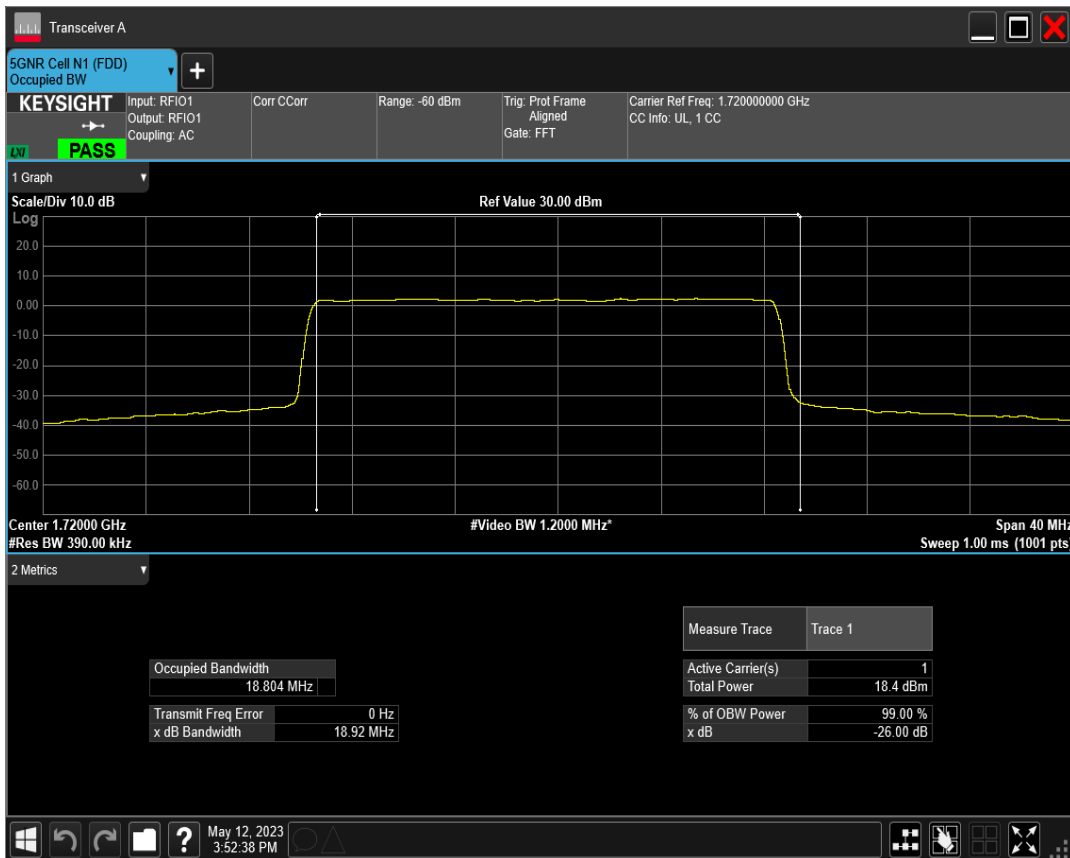 Transceiver A
5GNR Cell N1 (FDD)
Occupied BW
+
KEYSIGHT
LXI
PASS
Input: RFIO1
Output: RFIO1
Coupling: AC
Corr CCorr
Range: -60 dBm
Trig: Prot Frame
Aligned
Gate: FFT
Carrier Ref Freq: 1.720000000 GHz
CC Info: UL, 1 CC
1 Graph
Scale/Div 10.0 dB
Ref Value 30.00 dBm
Log
20.0
10.0
0.00
-10.0
-20.0
-30.0
-40.0
-50.0
-60.0
Center 1.72000 GHz
#Video BW 1.2000 MHz*
Span 40 MHz
#Res BW 390.00 kHz
Sweep 1.00 ms (1001 pts)
2 Metrics
Measure Trace Trace 1
Occupied Bandwidth
18.804 MHz
Active Carrier(s) 1
Total Power 18.4 dBm
Transmit Freq Error 0 Hz
x dB Bandwidth 18.92 MHz
% of OBW Power 99.00 %
x dB -26.00 dB
?
May 12, 2023
3:52:38 PM